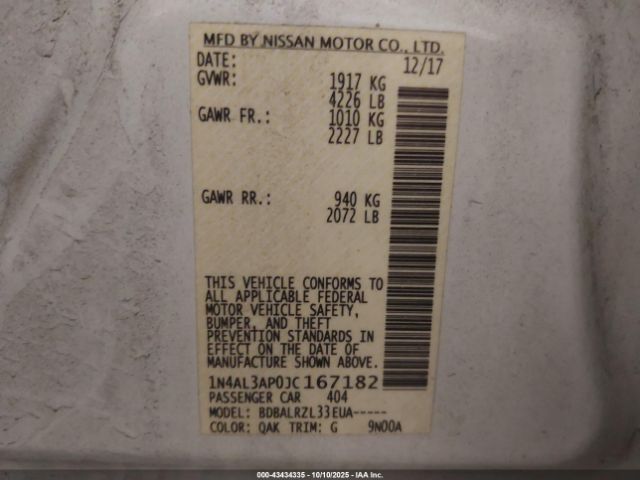 MFD BY NISSAN MOTOR CO., LTD.
DATE: 12/17
GVWR: 1917 KG
4226 LB
GAWR FR.: 1010 KG
2227 LB
GAWR RR.: 940 KG
2072 LB
THIS VEHICLE CONFORMS TO
ALL APPLICABLE FEDERAL
MOTOR VEHICLE SAFETY,
BUMPER, AND THEFT
PREVENTION STANDARDS IN
EFFECT ON THE DATE OF
MANUFACTURE SHOWN ABOVE.
1N4AL3AP0JC167182
PASSENGER CAR 404
MODEL: BDBALRZL33EUA-----
COLOR: QAK TRIM: G 9N00A
000-43434335 - 10/10/2025 - IAA Inc.